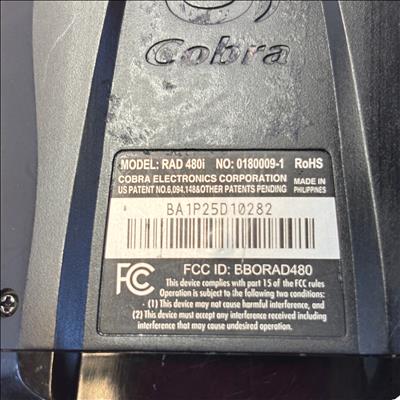 Cobra
MODEL: RAD 480i NO: 0180009-1 RoHS
COBRA ELECTRONICS CORPORATION
US PATENT NO.6,094,148&OTHER PATENTS PENDING
MADE IN
PHILIPPINES
BA1P25D10282
FC
FCC ID: BBORAD480
This device complies with part 15 of the FCC rules
Operation is subject to the following two conditions:
- (1) This device may not cause harmful interference, and
(2) This device must accept any interference received including
interference that may cause undesired operation.